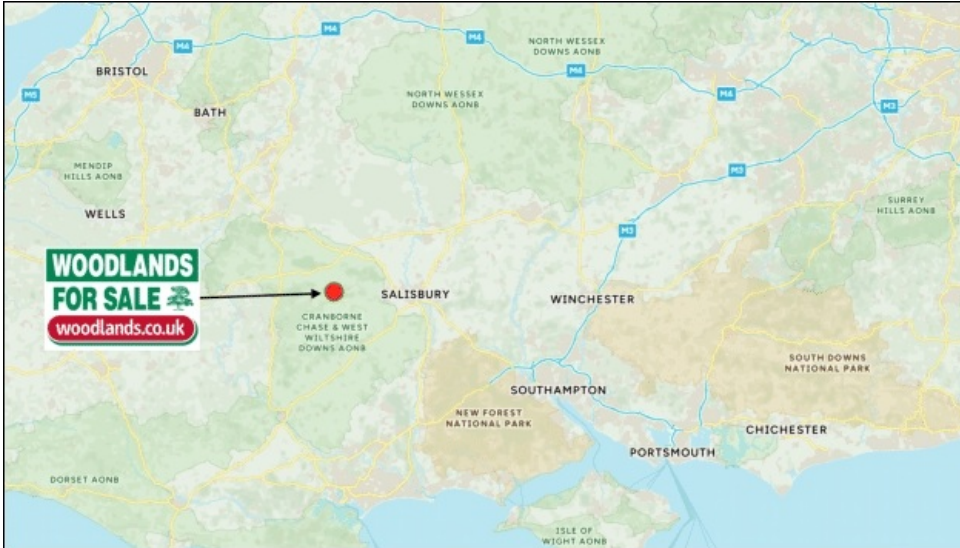 M4
M4
M4
NORTH WESSEX
DOWNS AONB
BRISTOL
M4
M5
NORTH WESSEX
DOWNS AONB
M4
M3
BATH
MENDIP
HILLS AONB
M3
SURREY
HILLS AONB
WELLS
M3
WOODLANDS
FOR SALE
woodlands.co.uk
SALISBURY
WINCHESTER
CRANBORNE
CHASE & WEST
WILTSHIRE
DOWNS AONB
SOUTH DOWNS
NATIONAL PARK
SOUTHAMPTON
NEW FOREST
NATIONAL PARK
CHICHESTER
PORTSMOUTH
DORSET AONB
ISLE OF
WIGHT AONB